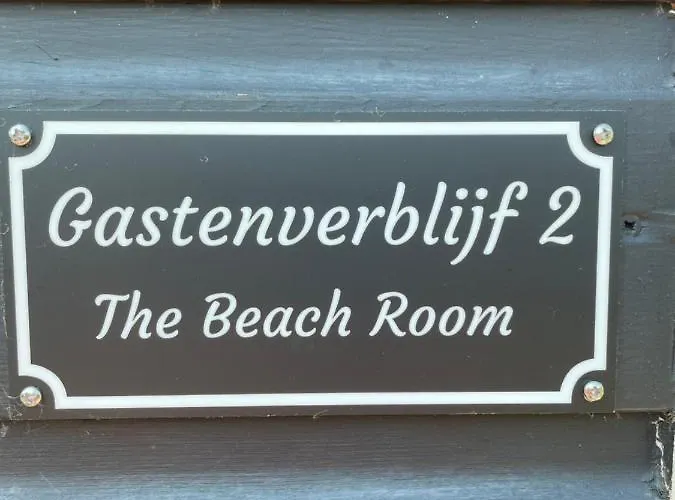 Gastenverblijf 2
The Beach Room